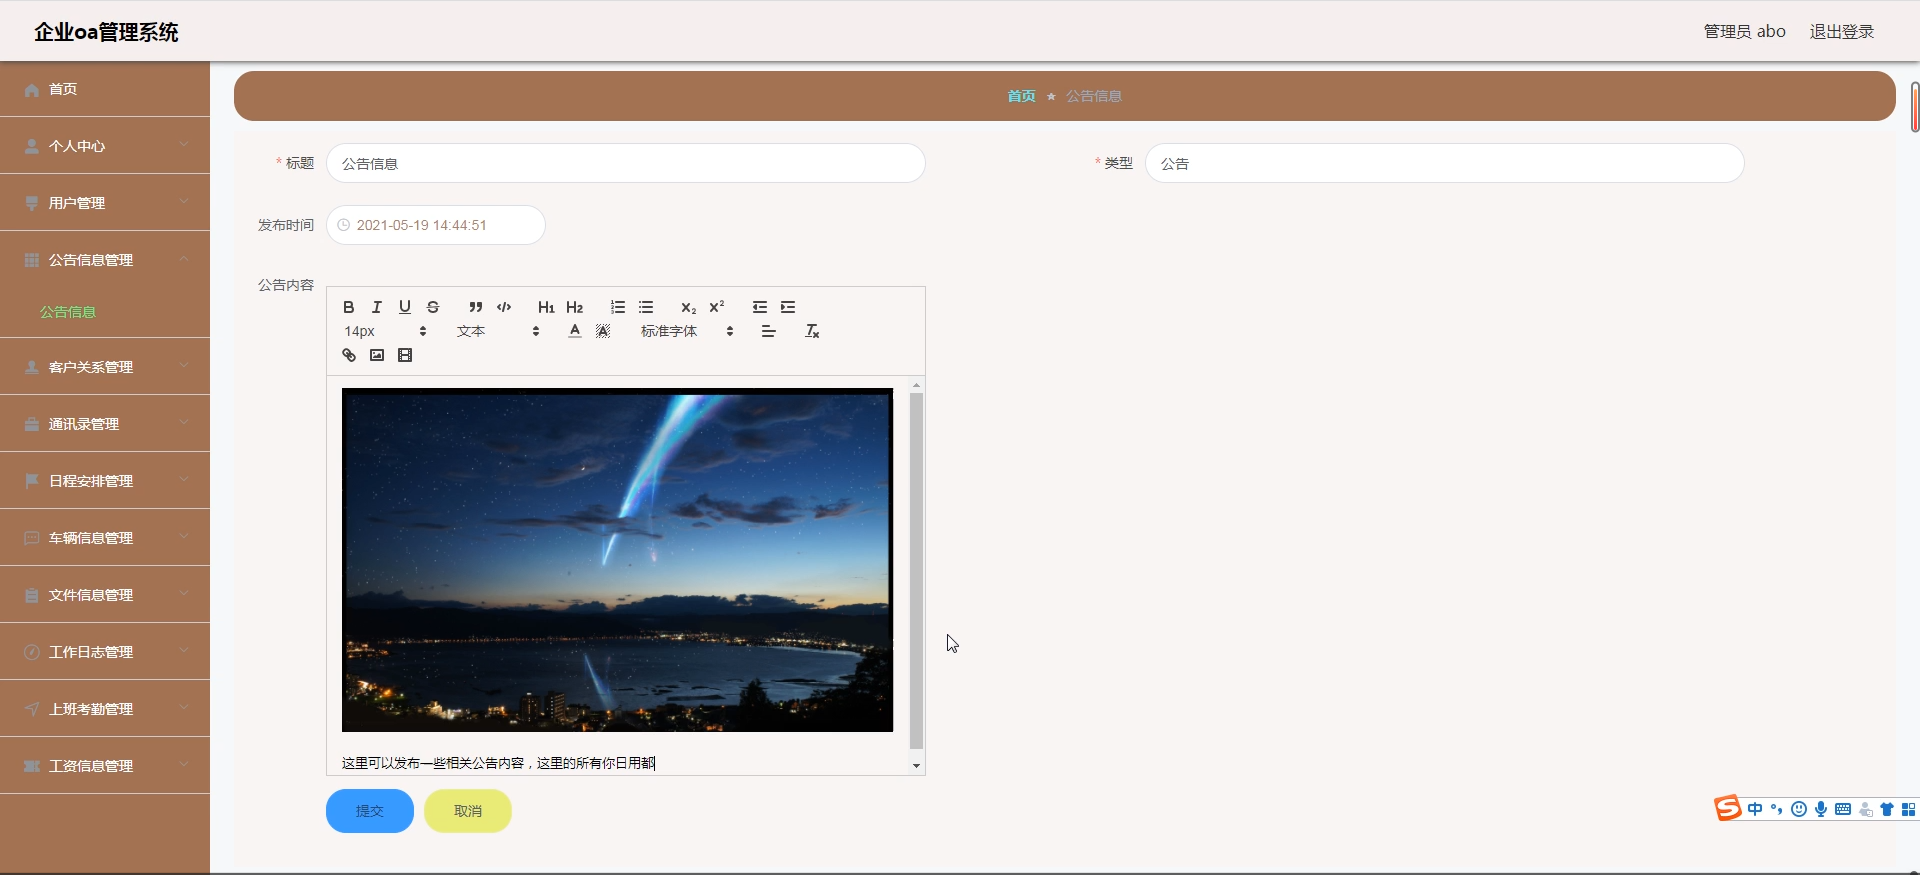 企业oa管理系统
管理员 abo 退出登录
首页
个人中心
用户管理
公告信息管理
公告信息
客户关系管理
通讯录管理
日程安排管理
车辆信息管理
文件信息管理
工作日志管理
上班考勤管理
工资信息管理
首页 ★ 公告信息
* 标题 公告信息
* 类型 公告
发布时间 2021-05-19 14:44:51
公告内容
B I U S H1 H2 X2 X2
14px 文本 A A 标准字体 Tx
这里可以发布一些相关公告内容，这里的所有你日用都
提交 取消
S 中